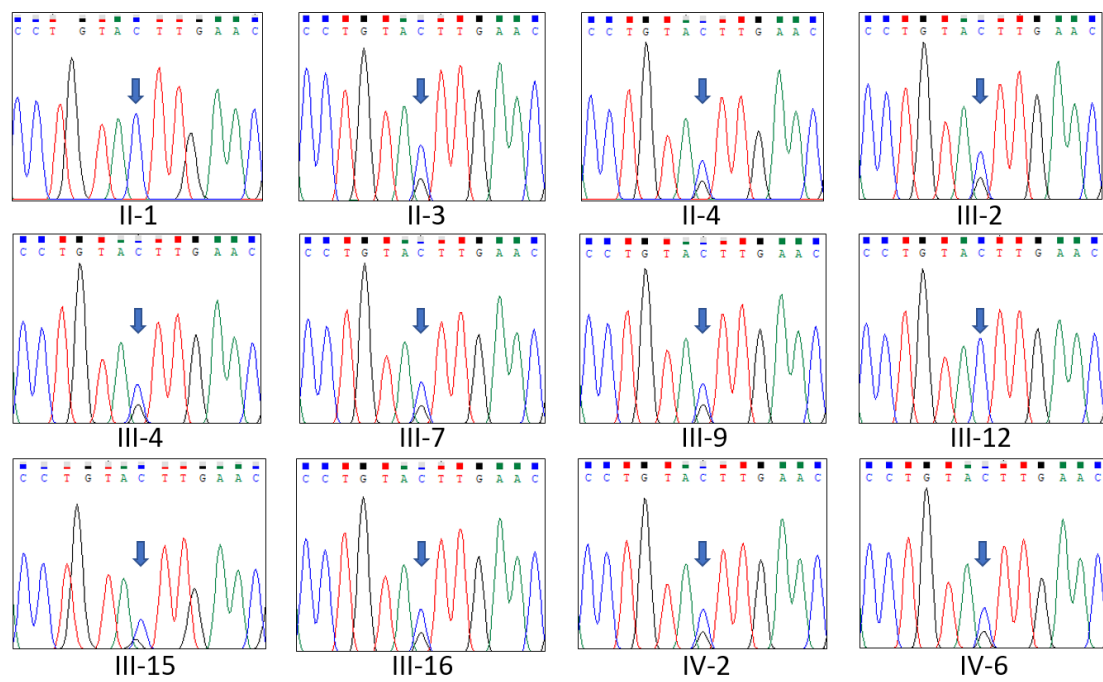 C C T G T A C T T G A A C
C C T G T A C T T G A A C
C C T G T A C T T G A A C
C C T G T A C T T G A A C
II-1
II-3
II-4
III-2
C C T G T A C T T G A A C
C C T G T A C T T G A A C
C C T G T A C T T G A A C
C C T G T A C T T G A A C
III-4
III-7
III-9
III-12
C C T G T A C T T G A A C
C C T G T A C T T G A A C
C C T G T A C T T G A A C
C C T G T A C T T G A A C
III-15
III-16
IV-2
IV-6